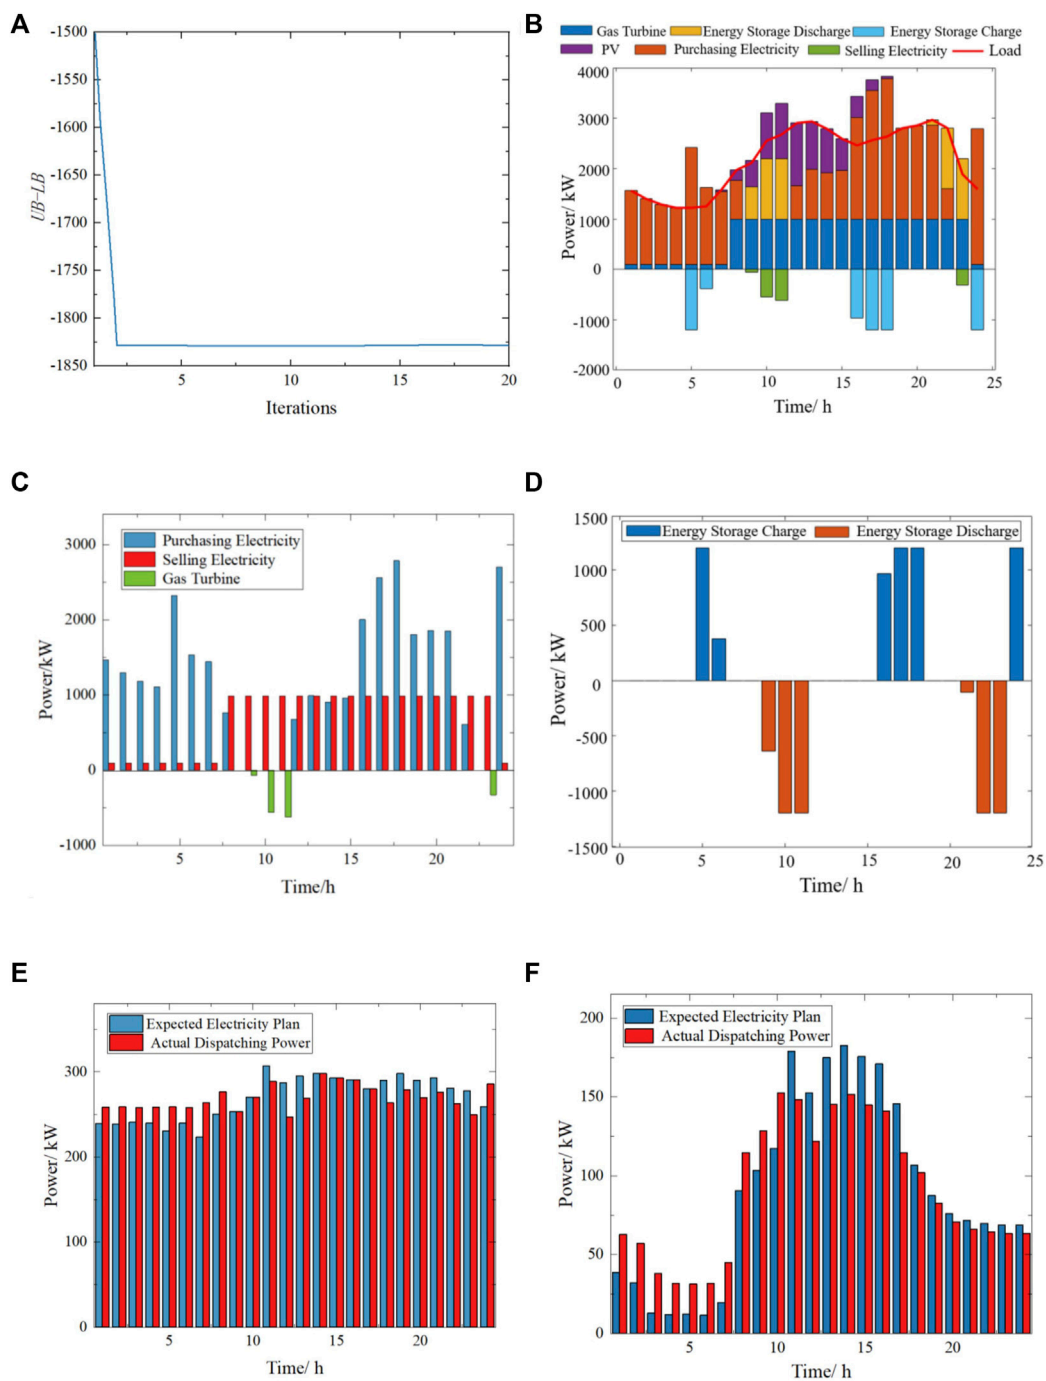 A
-1500
-1550
-1600
-1650
-1700
-1750
-1800
-1850
UB-LB
5
10
15
20
Iterations
B
Gas Turbine
Energy Storage Discharge
Energy Storage Charge
PV
Purchasing Electricity
Selling Electricity
Load
4000
3000
2000
1000
0
-1000
-2000
Power/ kW
0
5
10
15
20
25
Time/ h
C
Purchasing Electricity
Selling Electricity
Gas Turbine
3000
2000
1000
0
-1000
Power/kW
5
10
15
20
Time/h
D
Energy Storage Charge
Energy Storage Discharge
1500
1000
500
0
-500
-1000
-1500
Power/ kW
0
5
10
15
20
25
Time/ h
E
Expected Electricity Plan
Actual Dispatching Power
300
200
100
0
Power/ kW
5
10
15
20
Time/ h
F
Expected Electricity Plan
Actual Dispatching Power
200
150
100
50
0
Power/ kW
5
10
15
20
Time/ h